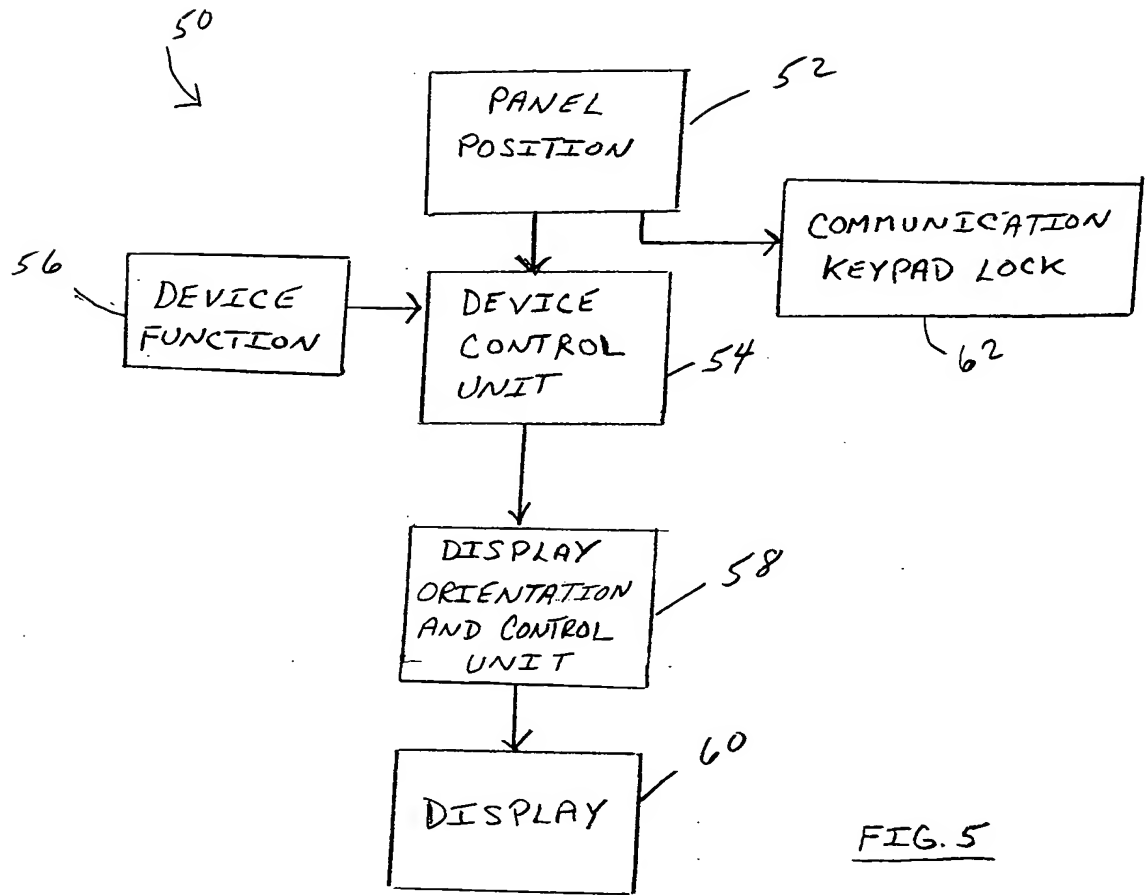 50
PANEL
POSITION
52
COMMUNICATION
KEYPAD LOCK
62
56
DEVICE
FUNCTION
DEVICE
CONTROL
UNIT
54
DISPLAY
ORIENTATION
AND CONTROL
UNIT
58
DISPLAY
60
FIG. 5